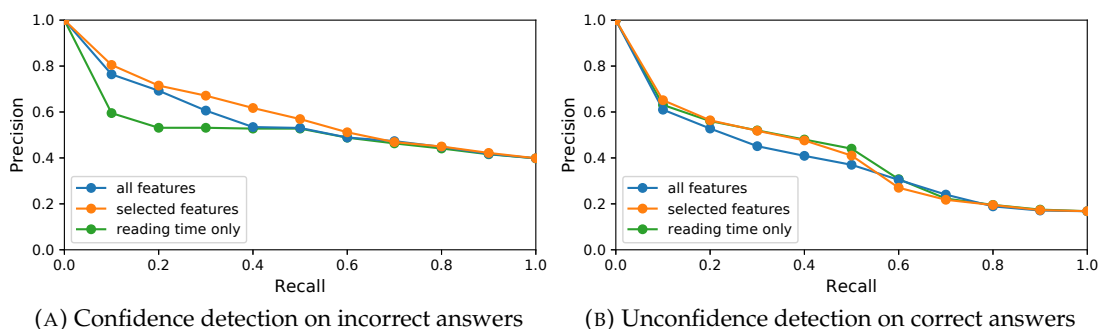 1.0
0.8
0.6
0.4
0.2
0.0
Precision
all features
selected features
reading time only
0.0 0.2 0.4 0.6 0.8 1.0
Recall
(A) Confidence detection on incorrect answers
1.0
0.8
0.6
0.4
0.2
0.0
Precision
all features
selected features
reading time only
0.0 0.2 0.4 0.6 0.8 1.0
Recall
(B) Unconfidence detection on correct answers